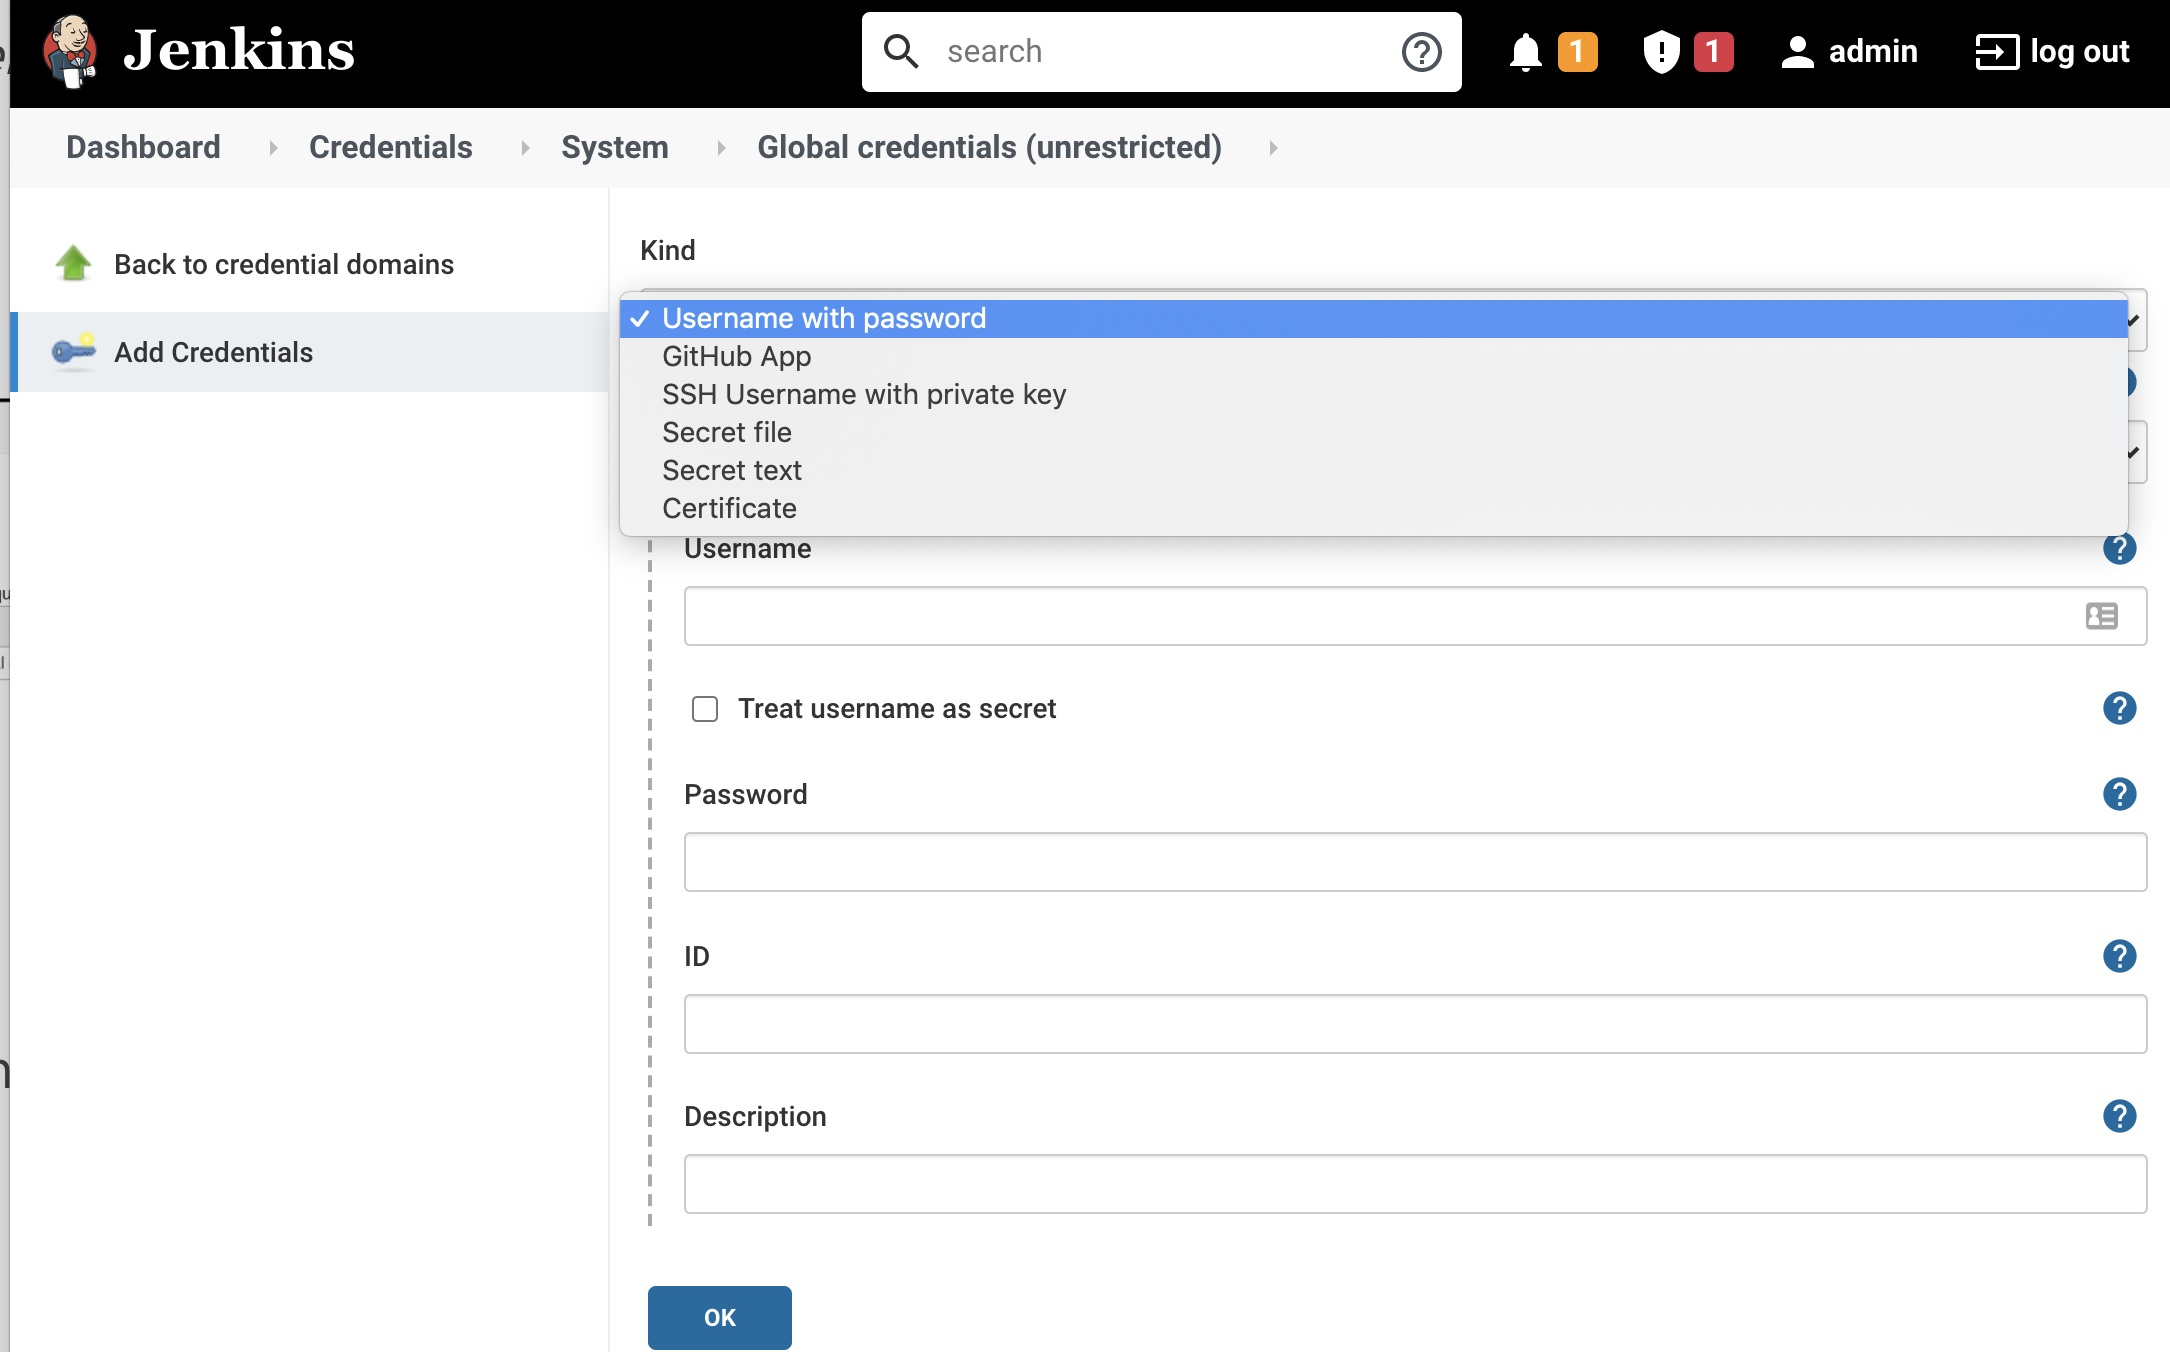 Jenkins
search
1
1
admin
log out
Dashboard
Credentials
System
Global credentials (unrestricted)
Back to credential domains
Add Credentials
Kind
Username with password
GitHub App
SSH Username with private key
Secret file
Secret text
Certificate
Username
Treat username as secret
Password
ID
Description
OK